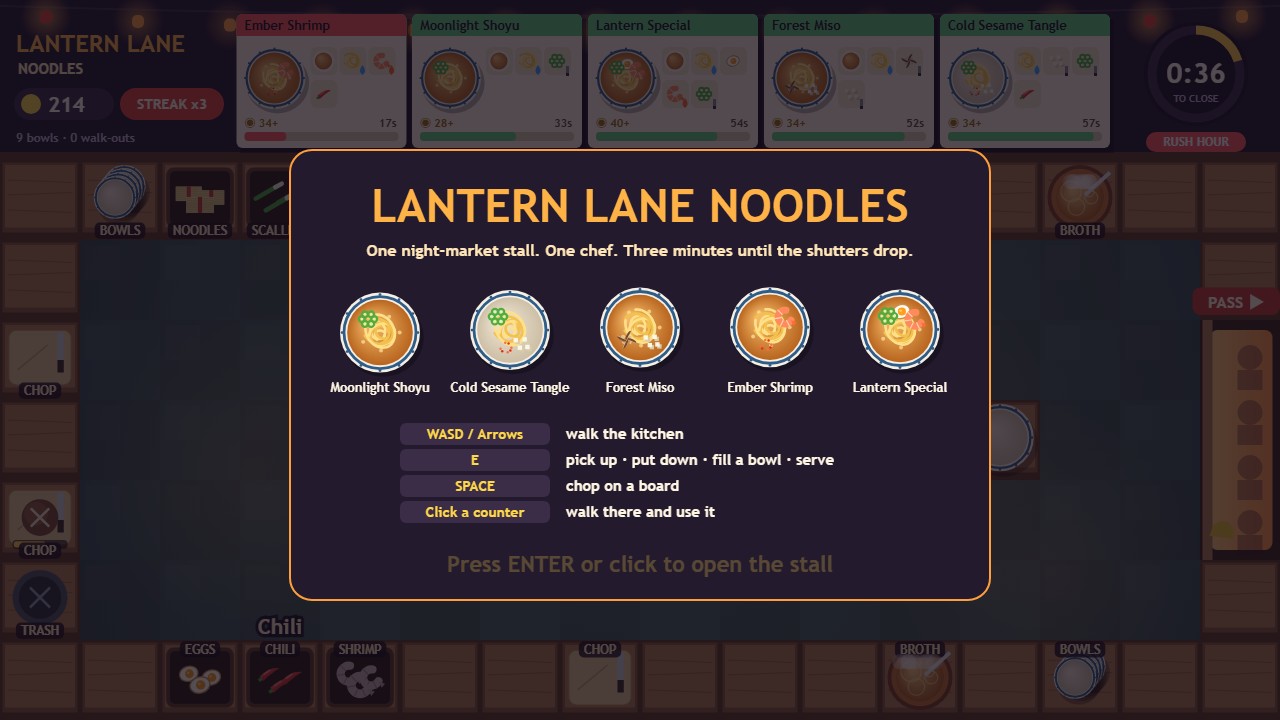 LANTERN LANE
NOODLES
214
STREAK x3
9 bowls · 0 walk-outs
Ember Shrimp
34+
17s
Moonlight Shoyu
28+
33s
Lantern Special
40+
54s
Forest Miso
34+
52s
Cold Sesame Tangle
34+
57s
0:36
TO CLOSE
RUSH HOUR
BOWLS
NOODLES
SCALL
BROTH
LANTERN LANE NOODLES
One night-market stall. One chef. Three minutes until the shutters drop.
Moonlight Shoyu
Cold Sesame Tangle
Forest Miso
Ember Shrimp
Lantern Special
WASD / Arrows
walk the kitchen
E
pick up · put down · fill a bowl · serve
SPACE
chop on a board
Click a counter
walk there and use it
Press ENTER or click to open the stall
PASS
CHOP
CHOP
TRASH
Chili
EGGS
CHILI
SHRIMP
CHOP
BROTH
BOWLS